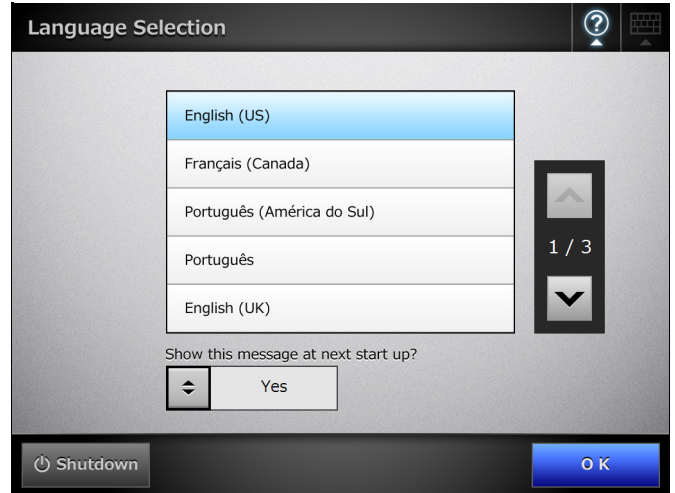 Language Selection
?
English (US)
Français (Canada)
Português (América do Sul)
Português
English (UK)
1 / 3
Show this message at next start up?
Yes
Shutdown
OK